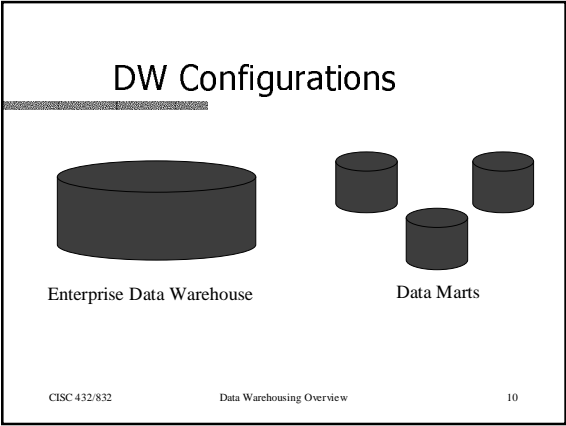 DW Configurations
Enterprise Data Warehouse
Data Marts
CISC 432/832
Data Warehousing Overview
10